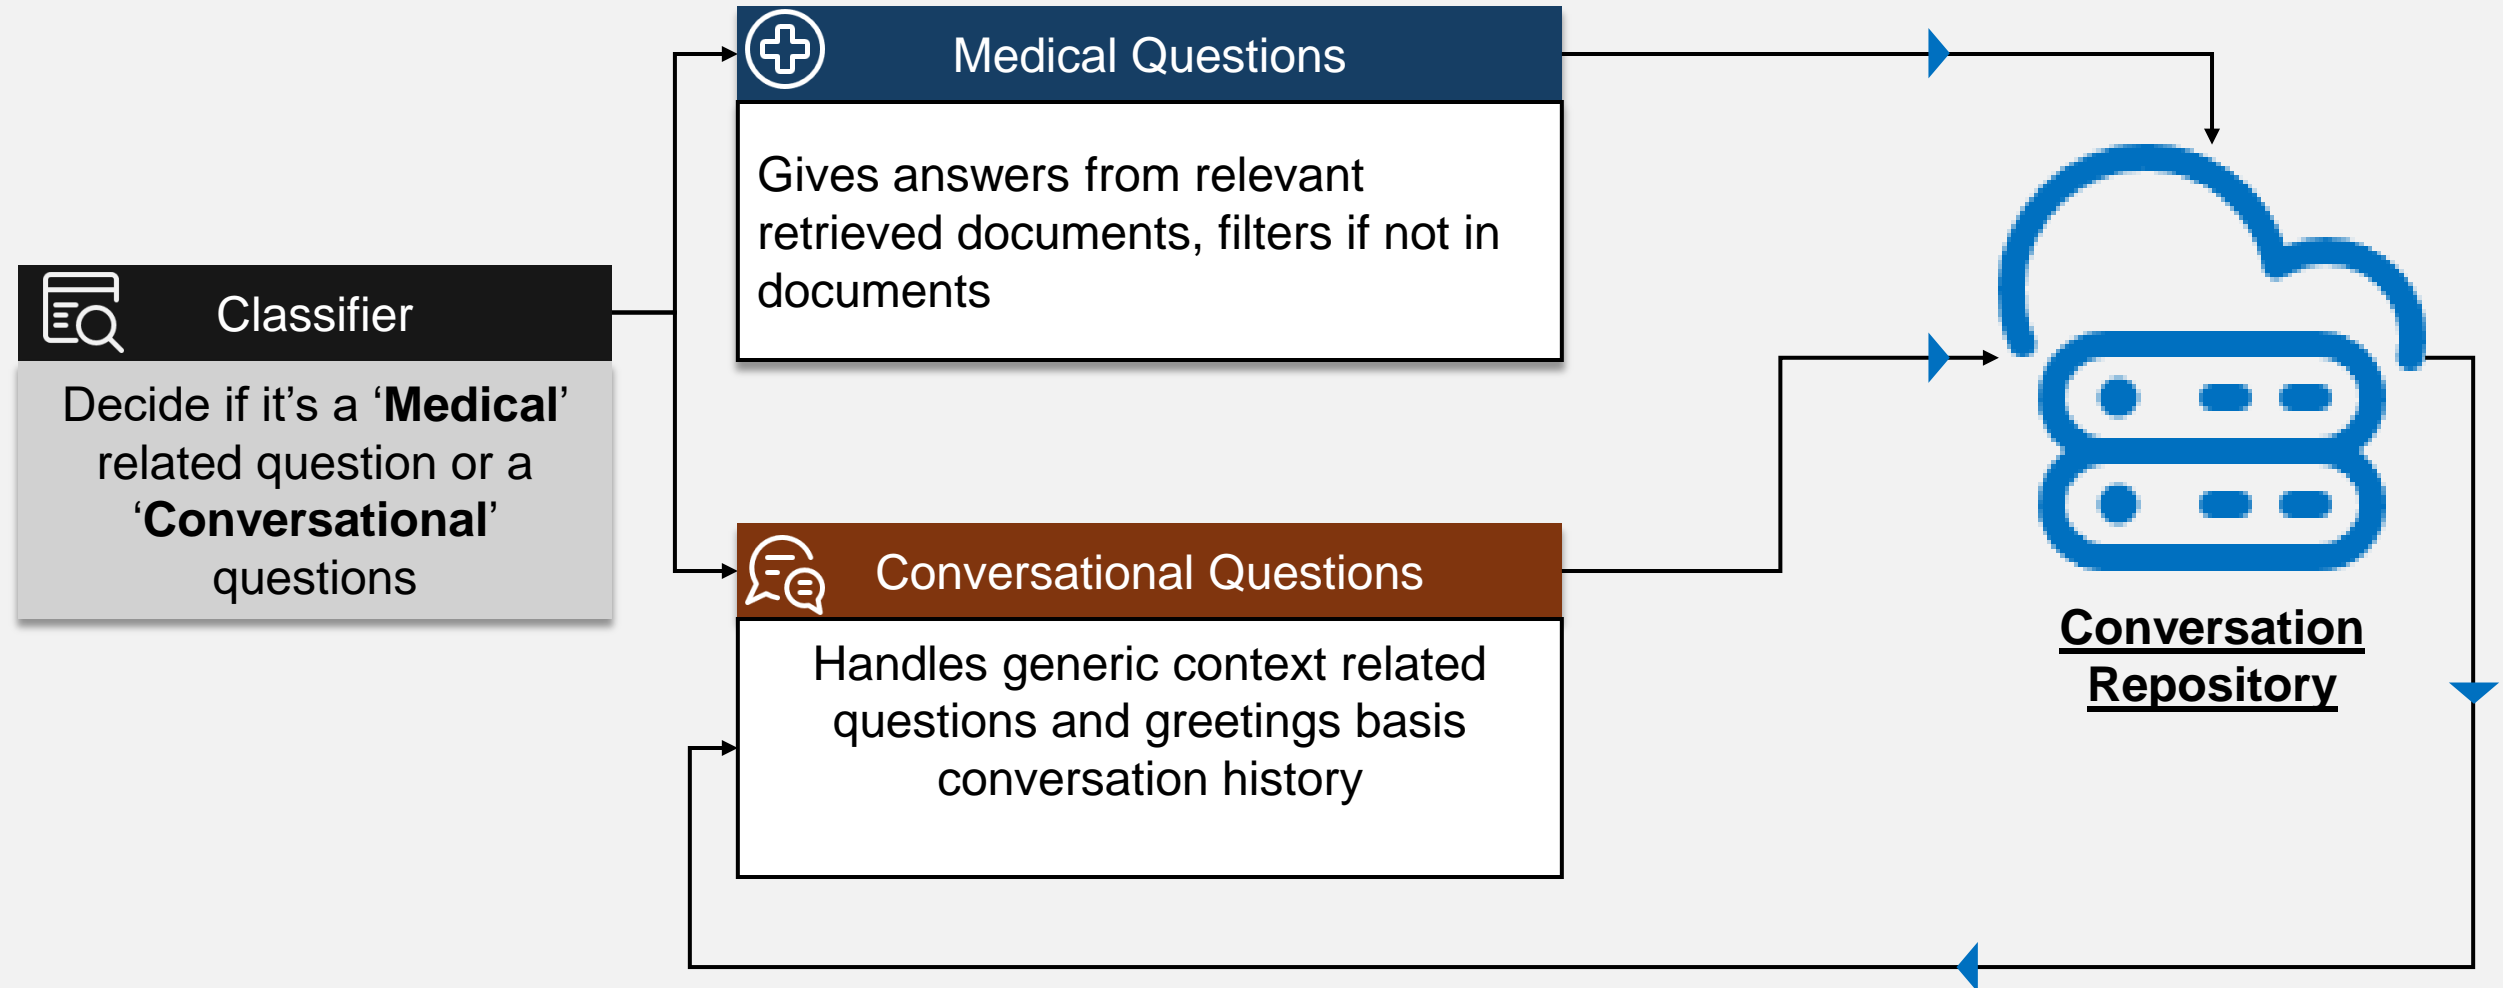 Classifier
Decide if it’s a ‘Medical’
related question or a
‘Conversational’
questions
Medical Questions
Gives answers from relevant
retrieved documents, filters if not in
documents
Conversational Questions
Handles generic context related
questions and greetings basis
conversation history
Conversation
Repository